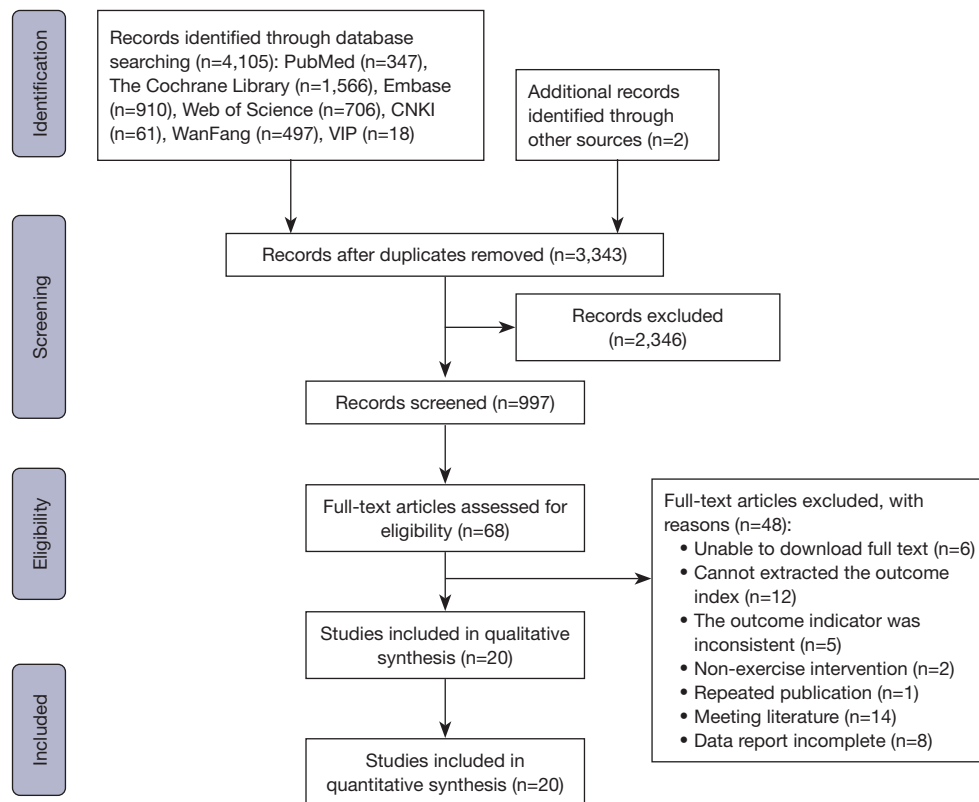 Identification
Records identified through database
searching (n=4,105): PubMed (n=347),
The Cochrane Library (n=1,566), Embase
(n=910), Web of Science (n=706), CNKI
(n=61), WanFang (n=497), VIP (n=18)
Additional records
identified through
other sources (n=2)
Screening
Records after duplicates removed (n=3,343)
Records excluded
(n=2,346)
Records screened (n=997)
Eligibility
Full-text articles assessed for
eligibility (n=68)
Full-text articles excluded, with
reasons (n=48):
• Unable to download full text (n=6)
• Cannot extracted the outcome
index (n=12)
• The outcome indicator was
inconsistent (n=5)
• Non-exercise intervention (n=2)
• Repeated publication (n=1)
• Meeting literature (n=14)
• Data report incomplete (n=8)
Studies included in qualitative
synthesis (n=20)
Included
Studies included in
quantitative synthesis (n=20)